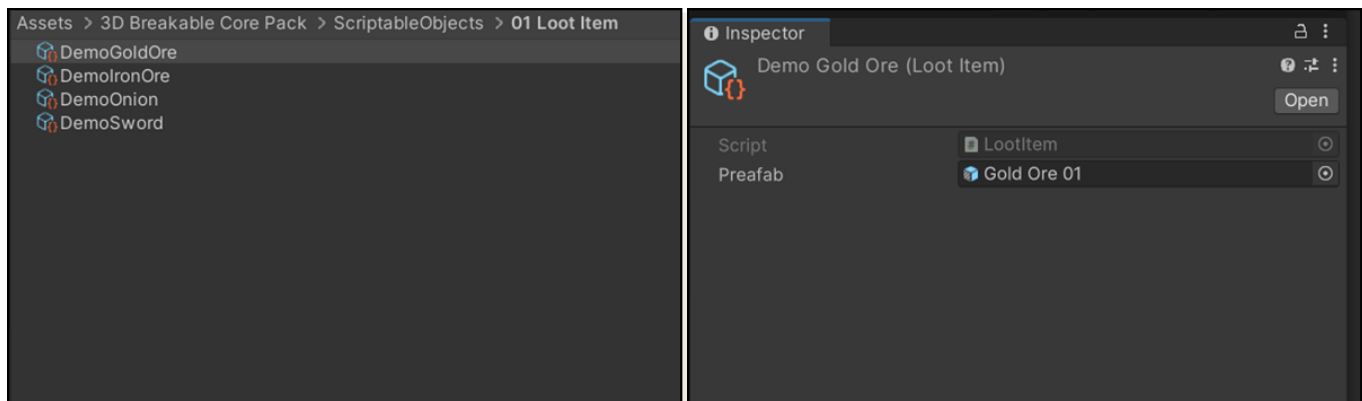 Assets > 3D Breakable Core Pack > ScriptableObjects > 01 Loot Item
DemoGoldOre
DemoIronOre
DemoOnion
DemoSword
Inspector
Demo Gold Ore (Loot Item)
Open
Script LootItem
Preafab Gold Ore 01